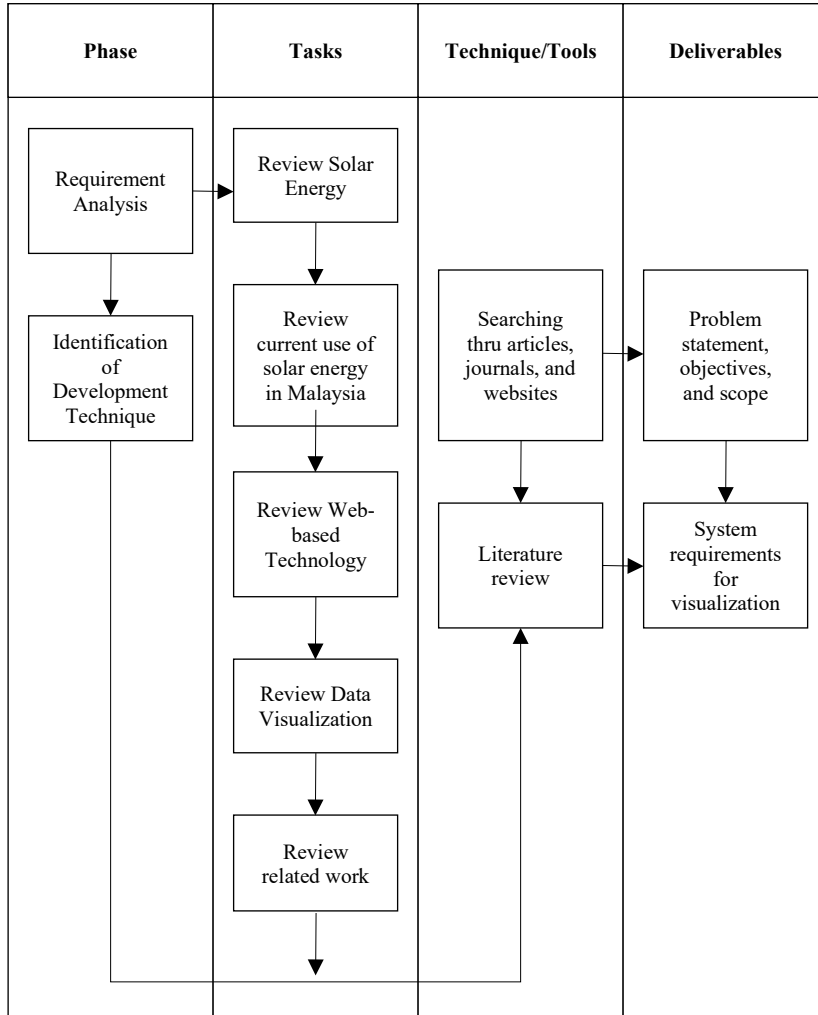 Phase
Tasks
Technique/Tools
Deliverables
Requirement
Analysis
Identification
of
Development
Technique
Review Solar
Energy
Review
current use of
solar energy
in Malaysia
Review Web-
based
Technology
Review Data
Visualization
Review
related work
Searching
thru articles,
journals, and
websites
Literature
review
Problem
statement,
objectives,
and scope
System
requirements
for
visualization